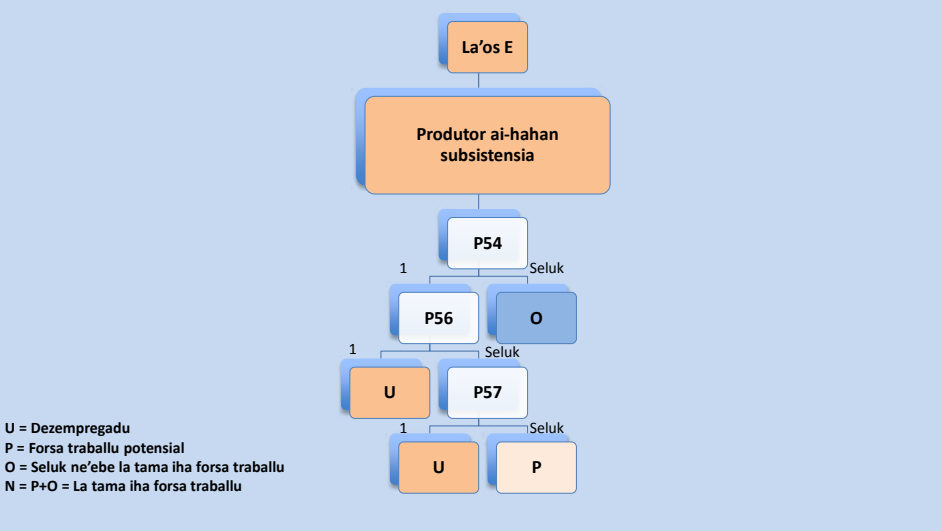 La'os E
Produtor ai-hahan
subsistensia
P54
1
Seluk
P56
O
1
Seluk
U
P57
1
Seluk
U
P
U = Dezempregadu
P = Forsa traballu potensial
O = Seluk ne'ebe la tama iha forsa traballu
N = P+O = La tama iha forsa traballu